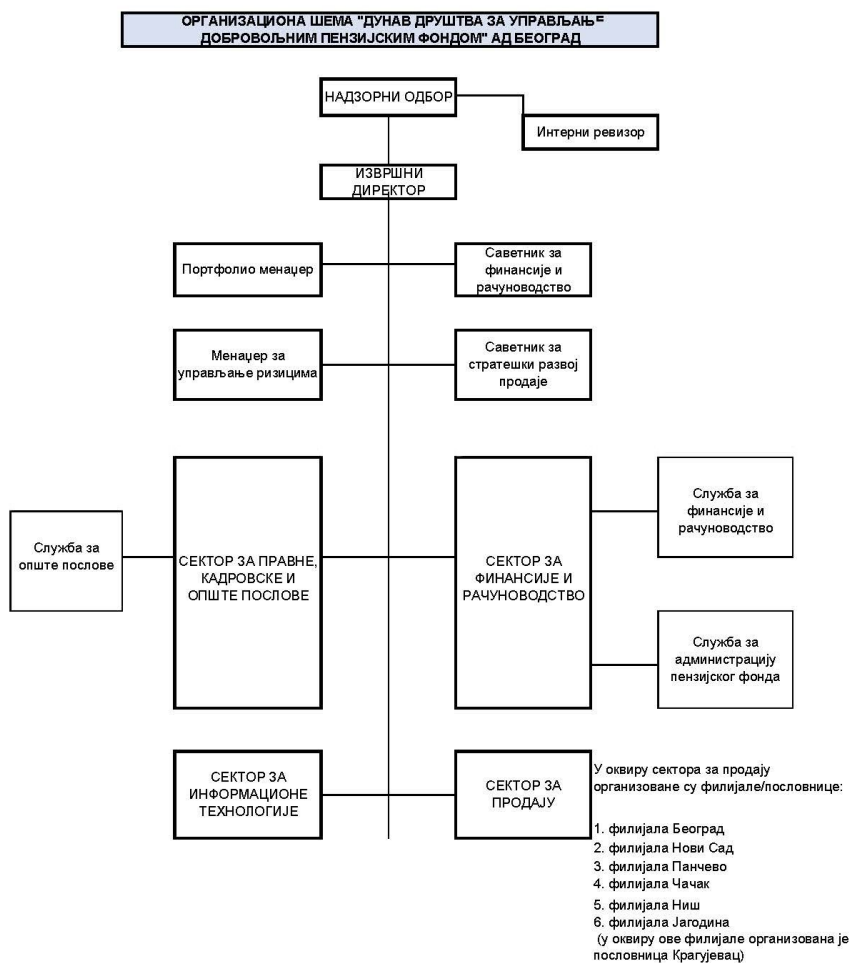 ОРГАНИЗАЦИОНА ШЕМА "ДУНАВ ДРУШТВА ЗА УПРАВЉАЊЕ
ДОБРОВОЉНИМ ПЕНЗИЈСКИМ ФОНДОМ" АД БЕОГРАД
НАДЗОРНИ ОДБОР
Интерни ревизор
ИЗВРШНИ
ДИРЕКТОР
Портфолио менаџер
Саветник за
финансије и
рачуноводство
Менаџер за
управљање ризицима
Саветник за
стратешки развој
продаје
Служба за
опште послове
СЕКТОР ЗА ПРАВНЕ,
КАДРОВСКЕ И
ОПШТЕ ПОСЛОВЕ
СЕКТОР ЗА
ФИНАНСИЈЕ И
РАЧУНОВОДСТВО
Служба за
финансије и
рачуноводство
Служба за
администрацију
пензијског фонда
СЕКТОР ЗА
ИНФОРМАЦИОНЕ
ТЕХНОЛОГИЈЕ
СЕКТОР ЗА
ПРОДАЈУ
У оквиру сектора за продају
организоване су филијале/пословнице:
1. филијала Београд
2. филијала Нови Сад
3. филијала Панчево
4. филијала Чачак
5. филијала Ниш
6. филијала Јагодина
(у оквиру ове филијале организована је
пословница Крагујевац)